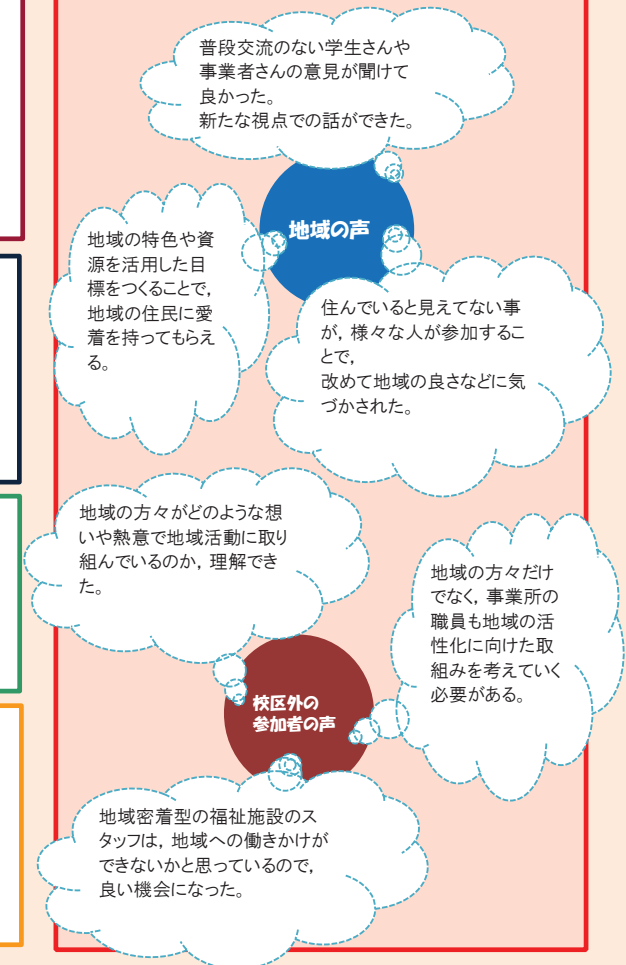 普段交流のない学生さんや
事業者さんの意見が聞けて
良かった。
新たな視点での話ができた。
地域の声
地域の特色や資
源を活用した目
標をつくることで,
地域の住民に愛
着を持ってもらえ
る。
住んでいると見えてない事
が, 様々な人が参加するこ
とで,
改めて地域の良さなどに気
づかされた。
地域の方々がどのような想
いや熱意で地域活動に取り
組んでいるのか, 理解でき
た。
地域の方々だけ
でなく, 事業所の
職員も地域の活
性化に向けた取
組みを考えていく
必要がある。
校区外の
参加者の声
地域密着型の福祉施設のス
タッフは, 地域への働きかけが
できないかと思っているので,
良い機会になった。